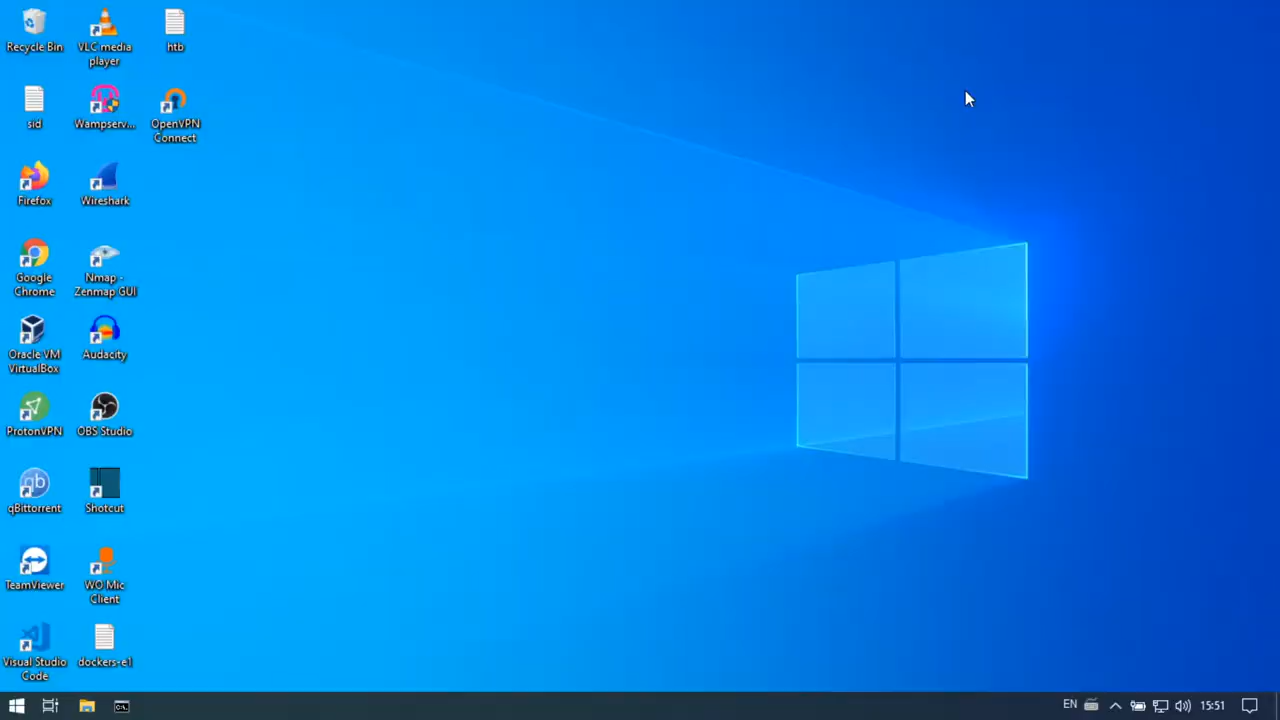 Recycle Bin
VLC media
player
htb
sid
Wampserv...
OpenVPN
Connect
Firefox
Wireshark
Google
Chrome
Nmap -
Zenmap GUI
Oracle VM
VirtualBox
Audacity
ProtonVPN
OBS Studio
qb
qBittorrent
Shotcut
TeamViewer
WO Mic
Client
Visual Studio
Code
dockers-e1
C:\_
EN
15:51